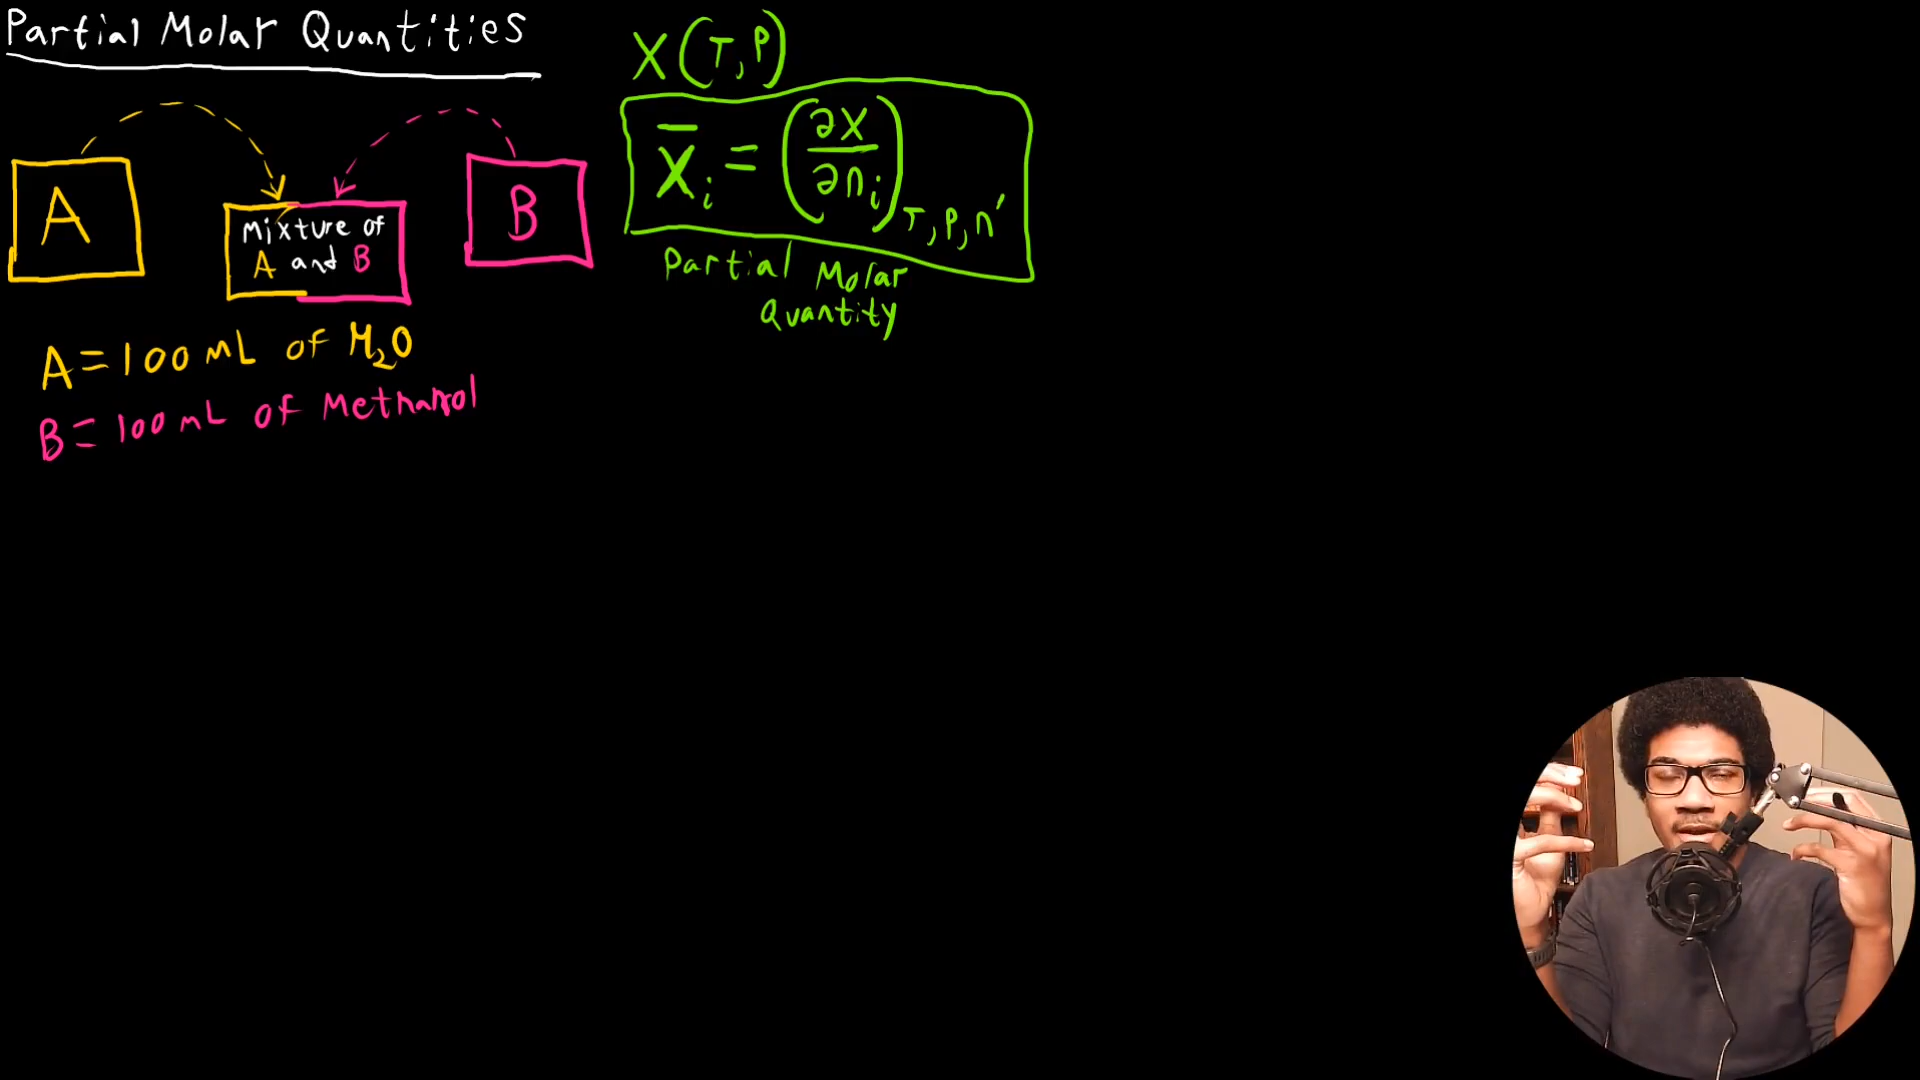 Partial Molar Quantities
A
Mixture of
A and B
B
A = 100 mL of H₂O
B = 100 mL of Methanol
X (T, P)
X̄ᵢ = (∂X / ∂nᵢ) T, P, n′
Partial Molar
Quantity